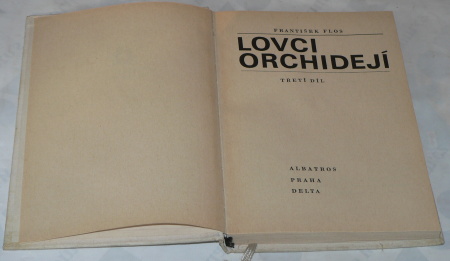 FRANTIŠEK FLOS
LOVCI
ORCHIDEJÍ
TŘETÍ DÍL
ALBATROS
PRAHA
DELTA